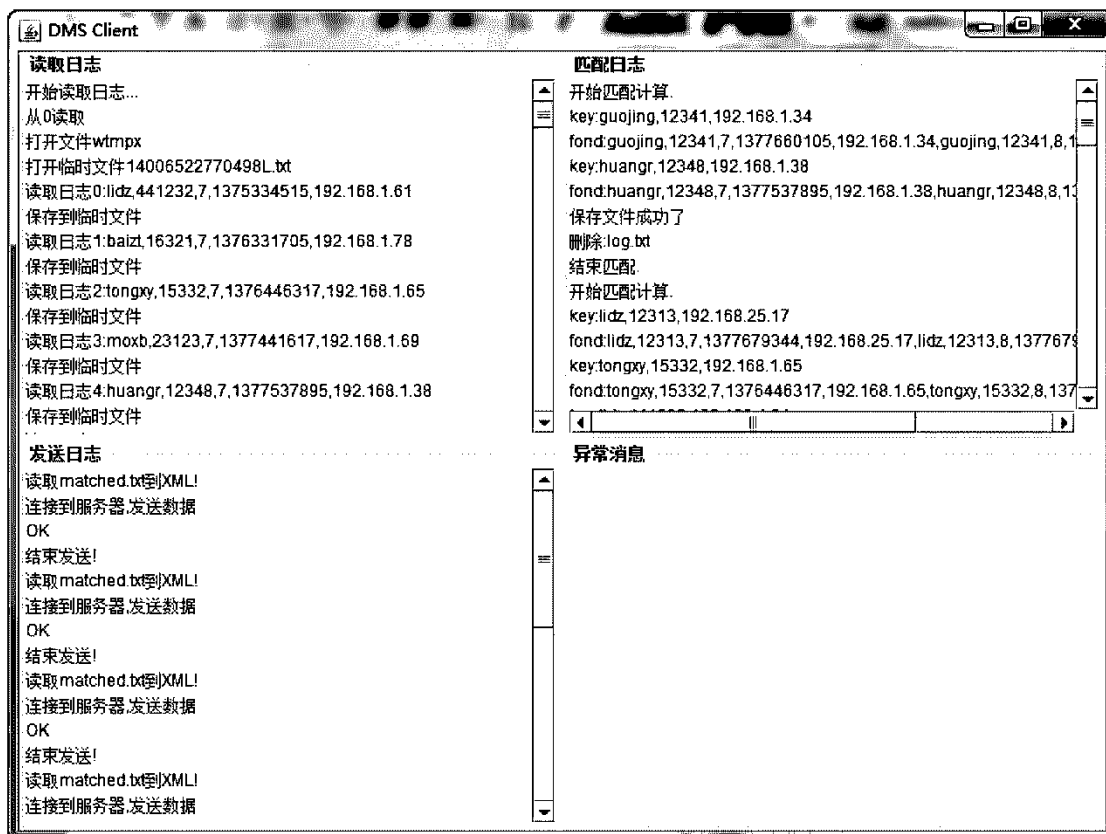 DMS Client
读取日志
开始读取日志...
从0读取
打开文件wtmpx
打开临时文件14006522770498L.txt
读取日志0:lidz,441232,7,1375334515,192.168.1.61
保存到临时文件
读取日志1:baizt,16321,7,1376331705,192.168.1.78
保存到临时文件
读取日志2:tongxy,15332,7,1376446317,192.168.1.65
保存到临时文件
读取日志3:moxb,23123,7,1377441617,192.168.1.69
保存到临时文件
读取日志4:huangr,12348,7,1377537895,192.168.1.38
保存到临时文件
匹配日志
开始匹配计算.
key:guojing,12341,192.168.1.34
fond:guojing,12341,7,1377660105,192.168.1.34,guojing,12341,8,1
key:huangr,12348,192.168.1.38
fond:huangr,12348,7,1377537895,192.168.1.38,huangr,12348,8,13
保存文件成功了
删除:log.txt
结束匹配.
开始匹配计算.
key:lidz,12313,192.168.25.17
fond:lidz,12313,7,1377679344,192.168.25.17,lidz,12313,8,1377679
key:tongxy,15332,192.168.1.65
fond:tongxy,15332,7,1376446317,192.168.1.65,tongxy,15332,8,137
发送日志
读取matched.txt到XML!
连接到服务器,发送数据
OK
结束发送!
读取matched.txt到XML!
连接到服务器,发送数据
OK
结束发送!
读取matched.txt到XML!
连接到服务器,发送数据
OK
结束发送!
读取matched.txt到XML!
连接到服务器,发送数据
异常消息